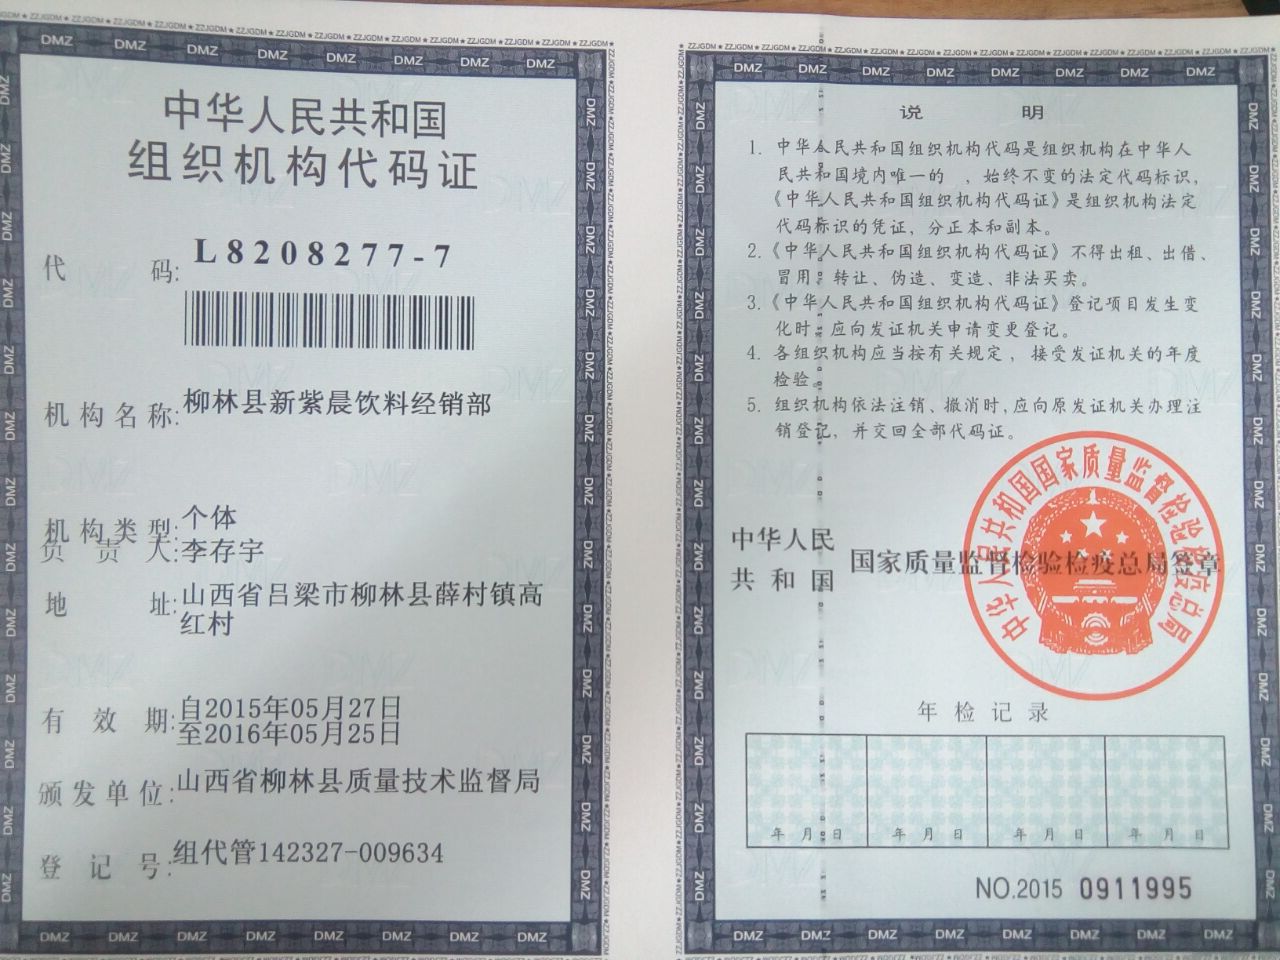 中华人民共和国
组织机构代码证
代 码: L8208277-7
机构名称: 柳林县新紫晨饮料经销部
机构类型: 个体
负责人: 李存宇
地 址: 山西省吕梁市柳林县薛村镇高
红村
有效期: 自2015年05月27日
至2016年05月25日
颁发单位: 山西省柳林县质量技术监督局
登记号: 组代管142327-009634
说 明
1. 中华人民共和国组织机构代码是组织机构在中华人
民共和国境内唯一的 、始终不变的法定代码标识,
《中华人民共和国组织机构代码证》是组织机构法定
代码标识的凭证, 分正本和副本。
2. 《中华人民共和国组织机构代码证》不得出租、出借、
冒用、转让、伪造、变造、非法买卖。
3. 《中华人民共和国组织机构代码证》登记项目发生变
化时, 应向发证机关申请变更登记。
4. 各组织机构应当按有关规定, 接受发证机关的年度
检验。
5. 组织机构依法注销、撤消时, 应向原发证机关办理注
销登记, 并交回全部代码证。
中华人民
共和国
国家质量监督检验检疫总局签章
中华人民共和国国家质量监督检验检疫总局
年检记录
年 月 日 年 月 日 年 月 日 年 月 日
NO.2015 0911995